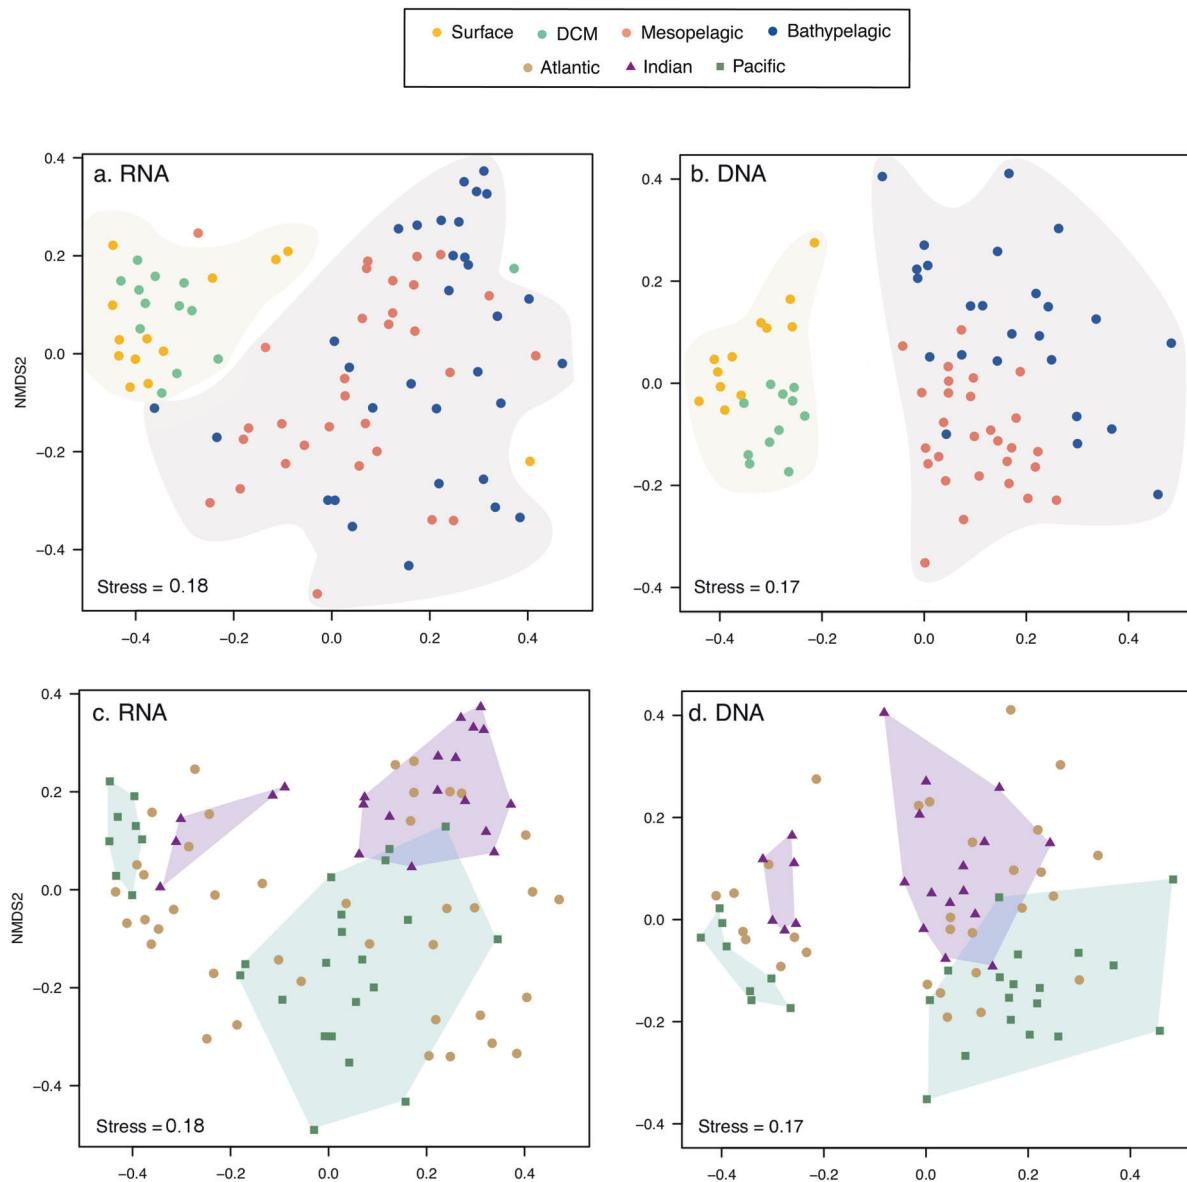 Surface DCM Mesopelagic Bathypelagic
Atlantic Indian Pacific
a. RNA
0.4
0.2
0.0
−0.2
−0.4
NMDS2
Stress = 0.18
−0.4 −0.2 0.0 0.2 0.4
b. DNA
0.4
0.2
0.0
−0.2
−0.4
Stress = 0.17
−0.4 −0.2 0.0 0.2 0.4
c. RNA
0.4
0.2
0.0
−0.2
−0.4
NMDS2
Stress = 0.18
−0.4 −0.2 0.0 0.2 0.4
d. DNA
0.4
0.2
0.0
−0.2
−0.4
Stress = 0.17
−0.4 −0.2 0.0 0.2 0.4